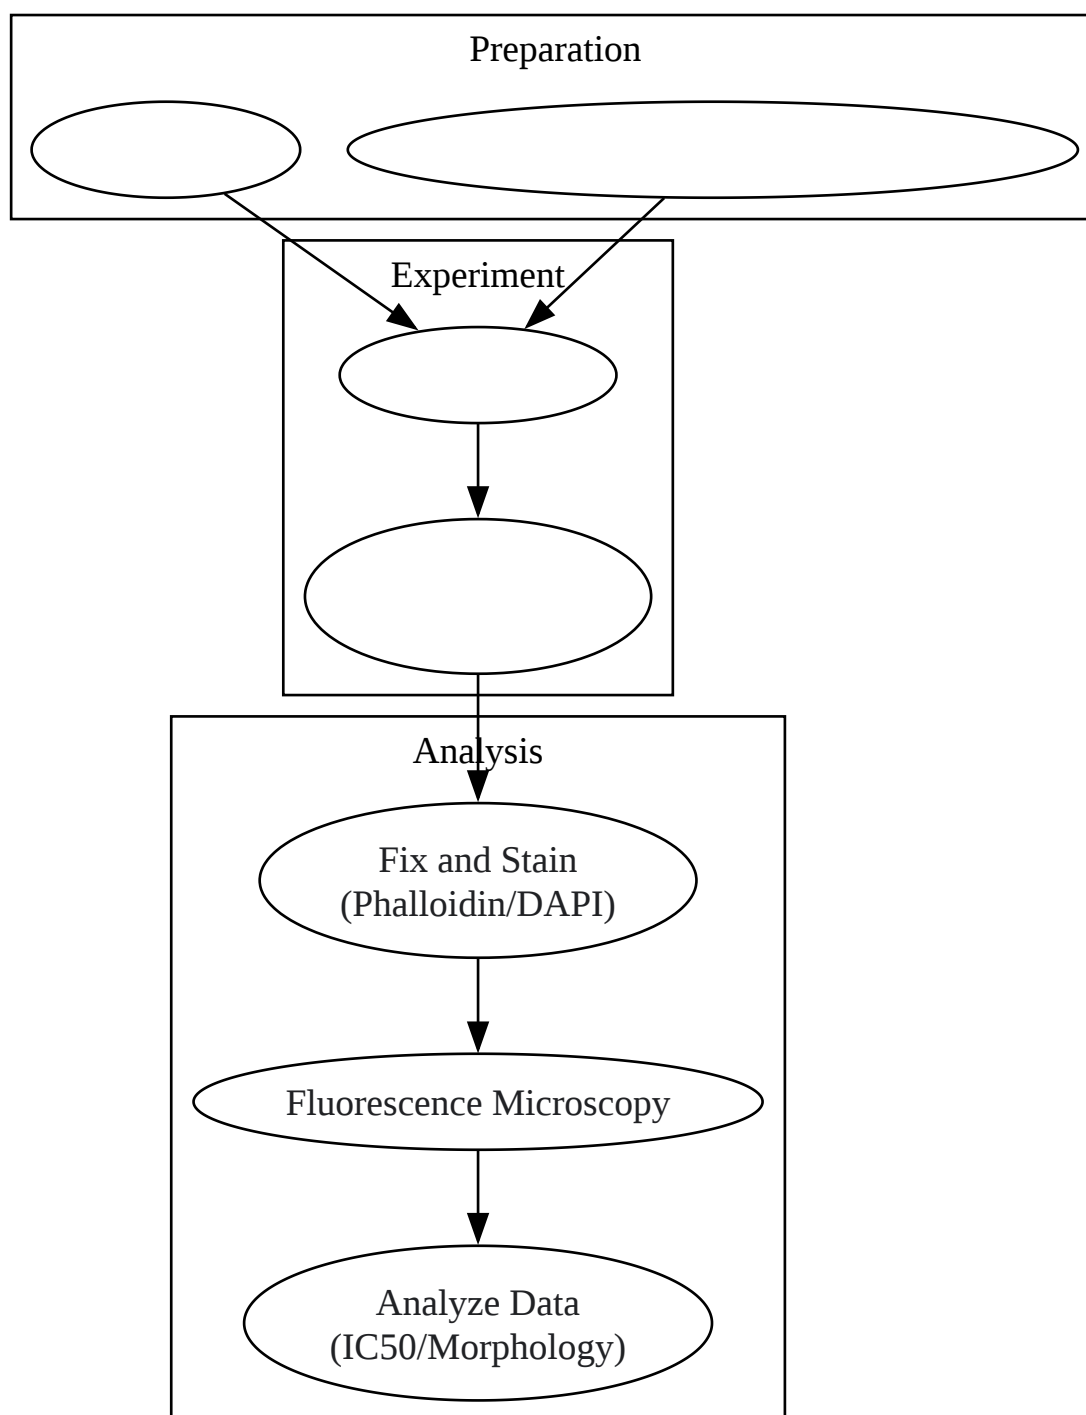 Preparation
Experiment
Analysis
Fix and Stain
(Phalloidin/DAPI)
Fluorescence Microscopy
Analyze Data
(IC50/Morphology)